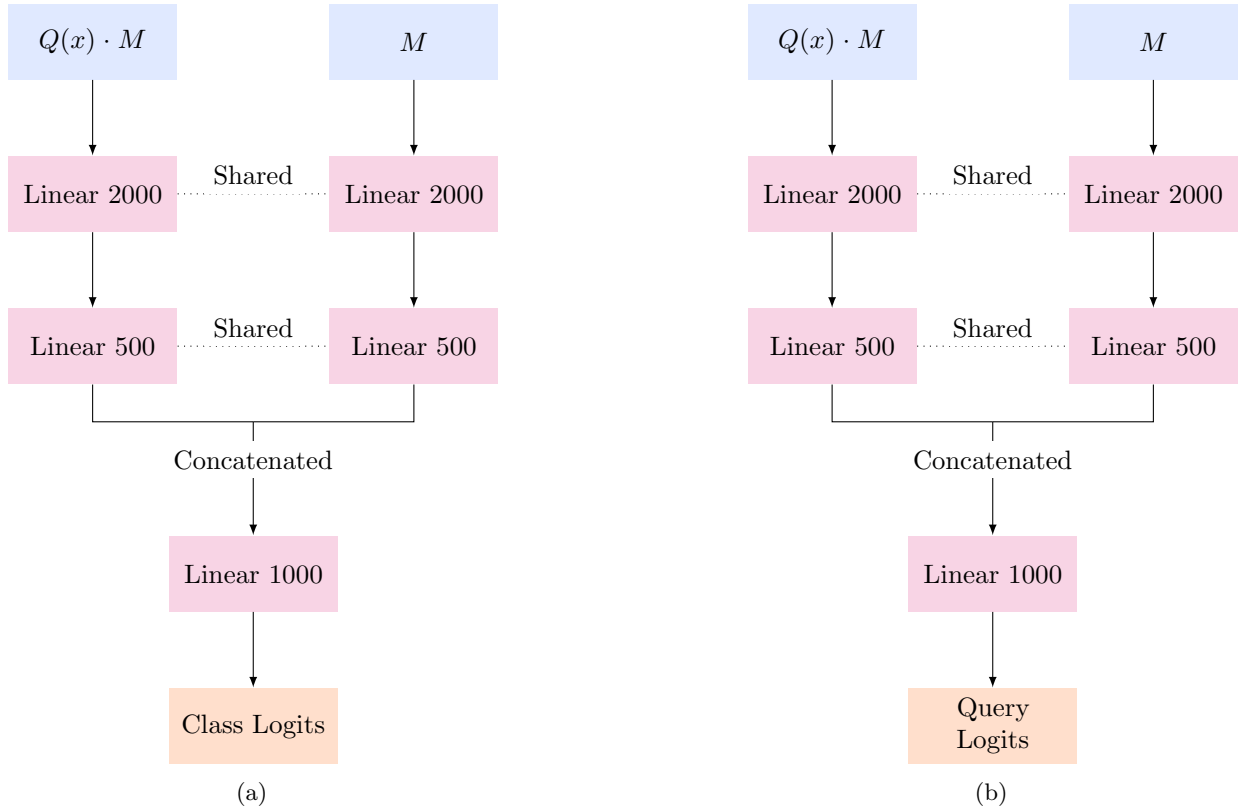 Q(x) · M
M
Linear 2000
Shared
Linear 2000
Linear 500
Shared
Linear 500
Concatenated
Linear 1000
Class Logits
(a)
Q(x) · M
M
Linear 2000
Shared
Linear 2000
Linear 500
Shared
Linear 500
Concatenated
Linear 1000
Query
Logits
(b)